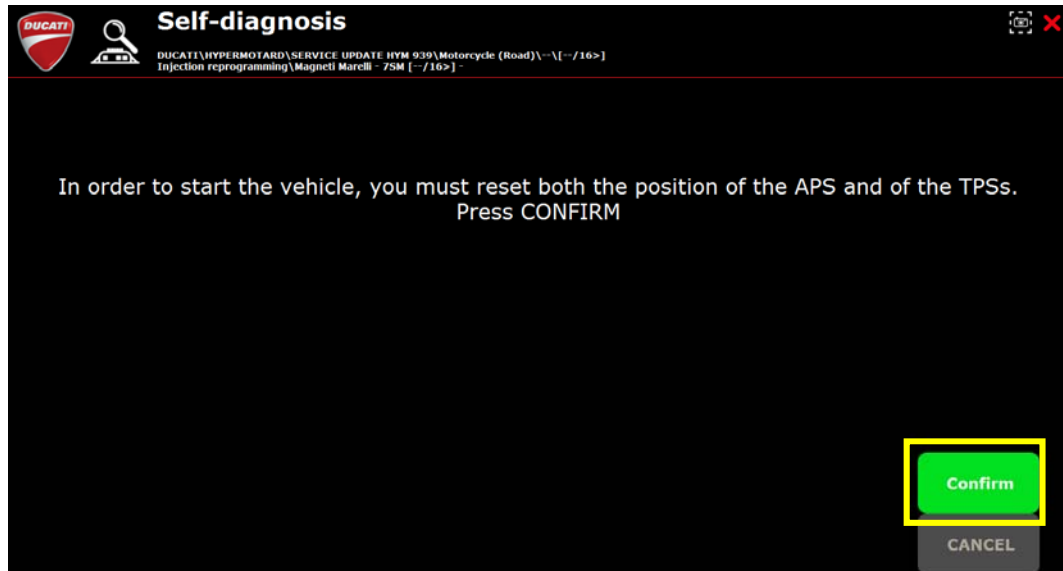 DUCATI
Self-diagnosis
DUCATI\HYPERMOTARD\SERVICE UPDATE HYM 939\Motorcycle (Road)\--\[--/16>]
Injection reprogramming\Magneti Marelli - 7SM [--/16>] -
In order to start the vehicle, you must reset both the position of the APS and of the TPSs.
Press CONFIRM
Confirm
CANCEL